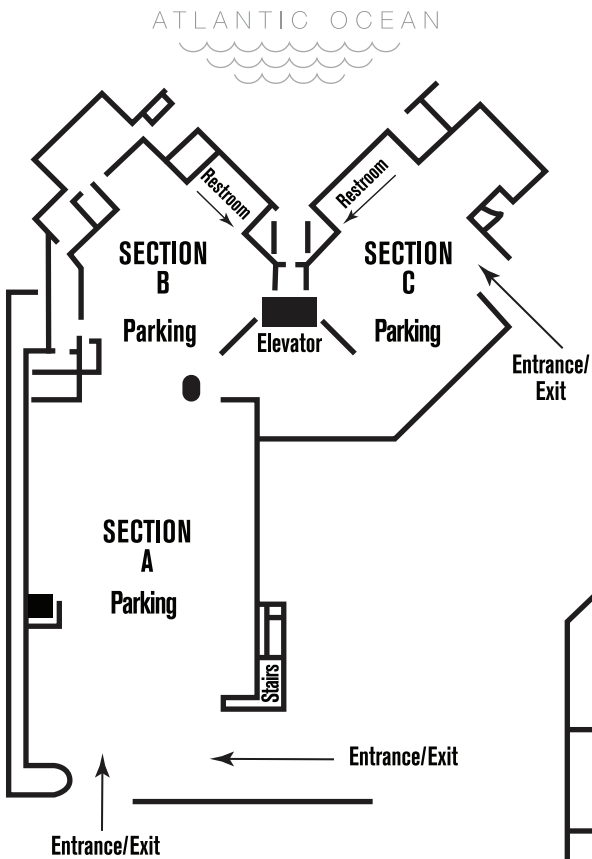 ATLANTIC OCEAN
Restroom
Restroom
SECTION
B
Parking
SECTION
C
Parking
Elevator
Entrance/
Exit
SECTION
A
Parking
Stairs
Entrance/Exit
Entrance/Exit